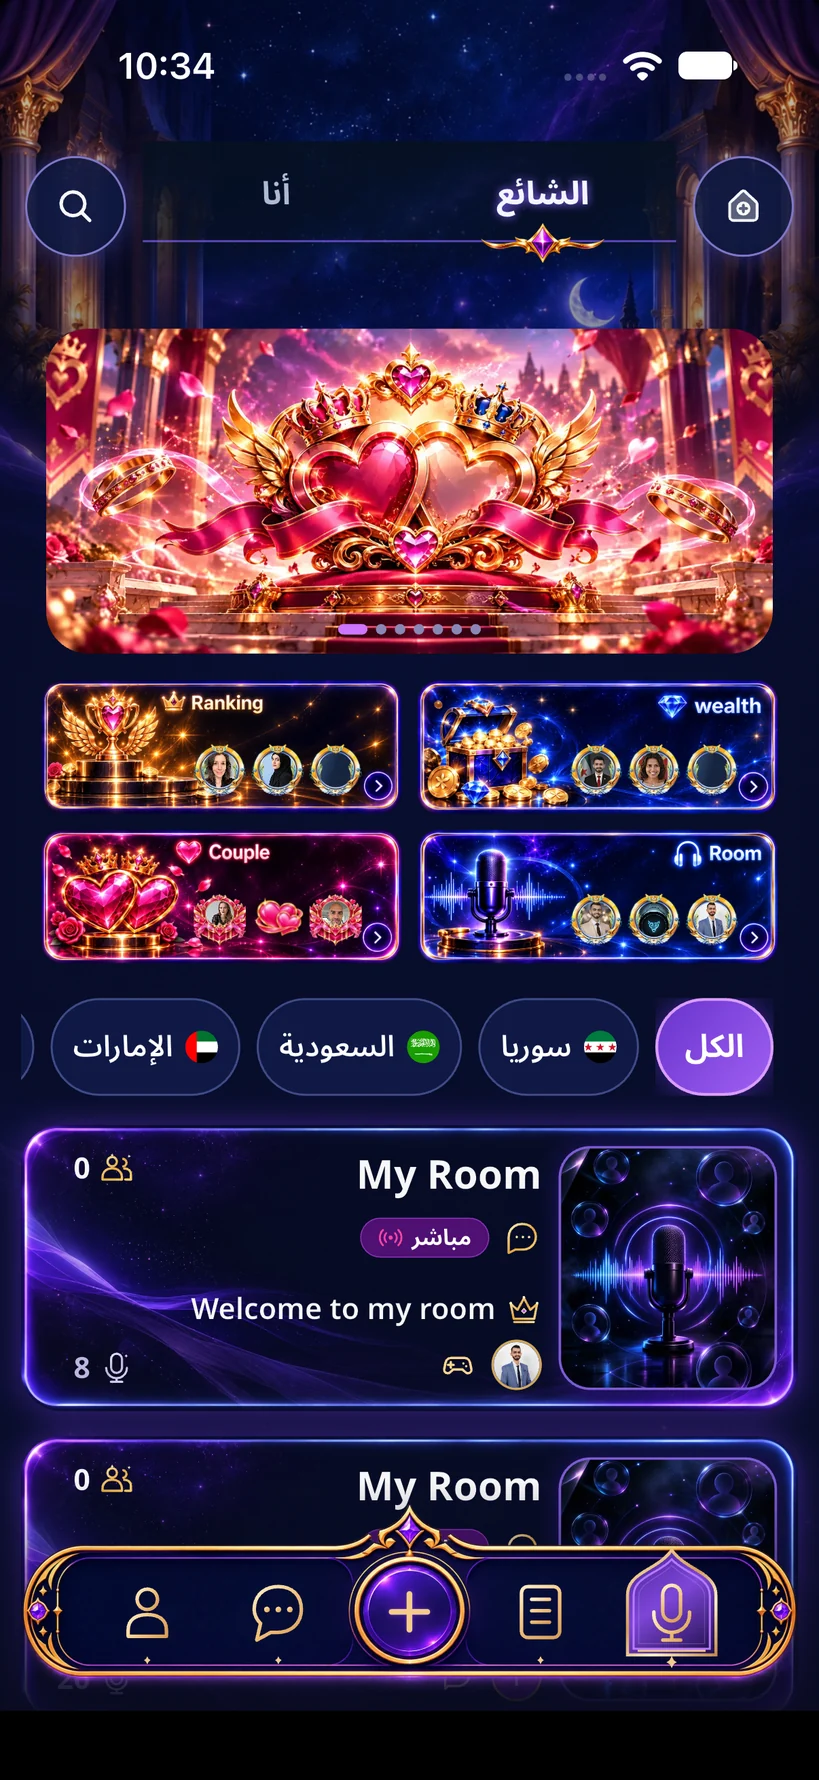 10:34
الشائع
أنا
Ranking
wealth
Couple
Room
الكل
سوريا
السعودية
الإمارات
My Room
0
مباشر
Welcome to my room
8
My Room
0